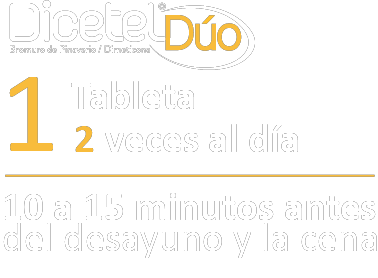 Dicetel® Dúo
Bromuro de Pinaverio / Dimeticona
1 Tableta
2 veces al día
10 a 15 minutos antes
del desayuno y la cena